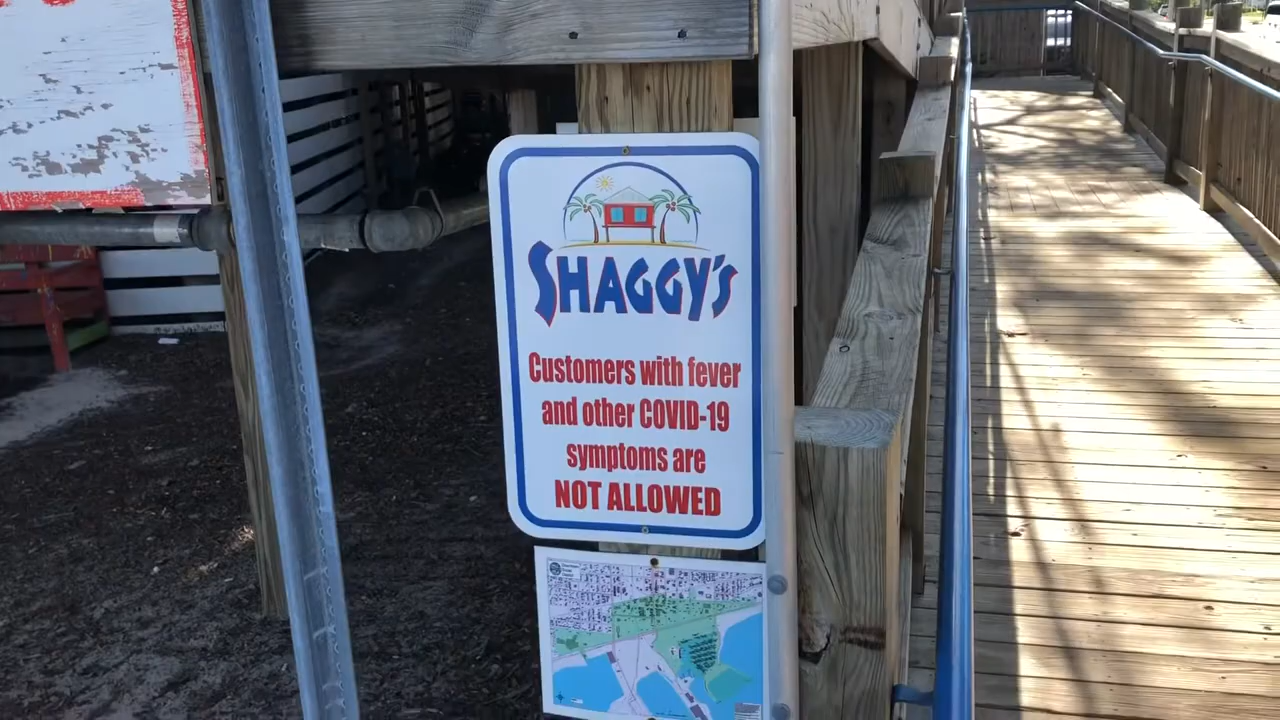 SHAGGY'S
Customers with fever
and other COVID-19
symptoms are
NOT ALLOWED